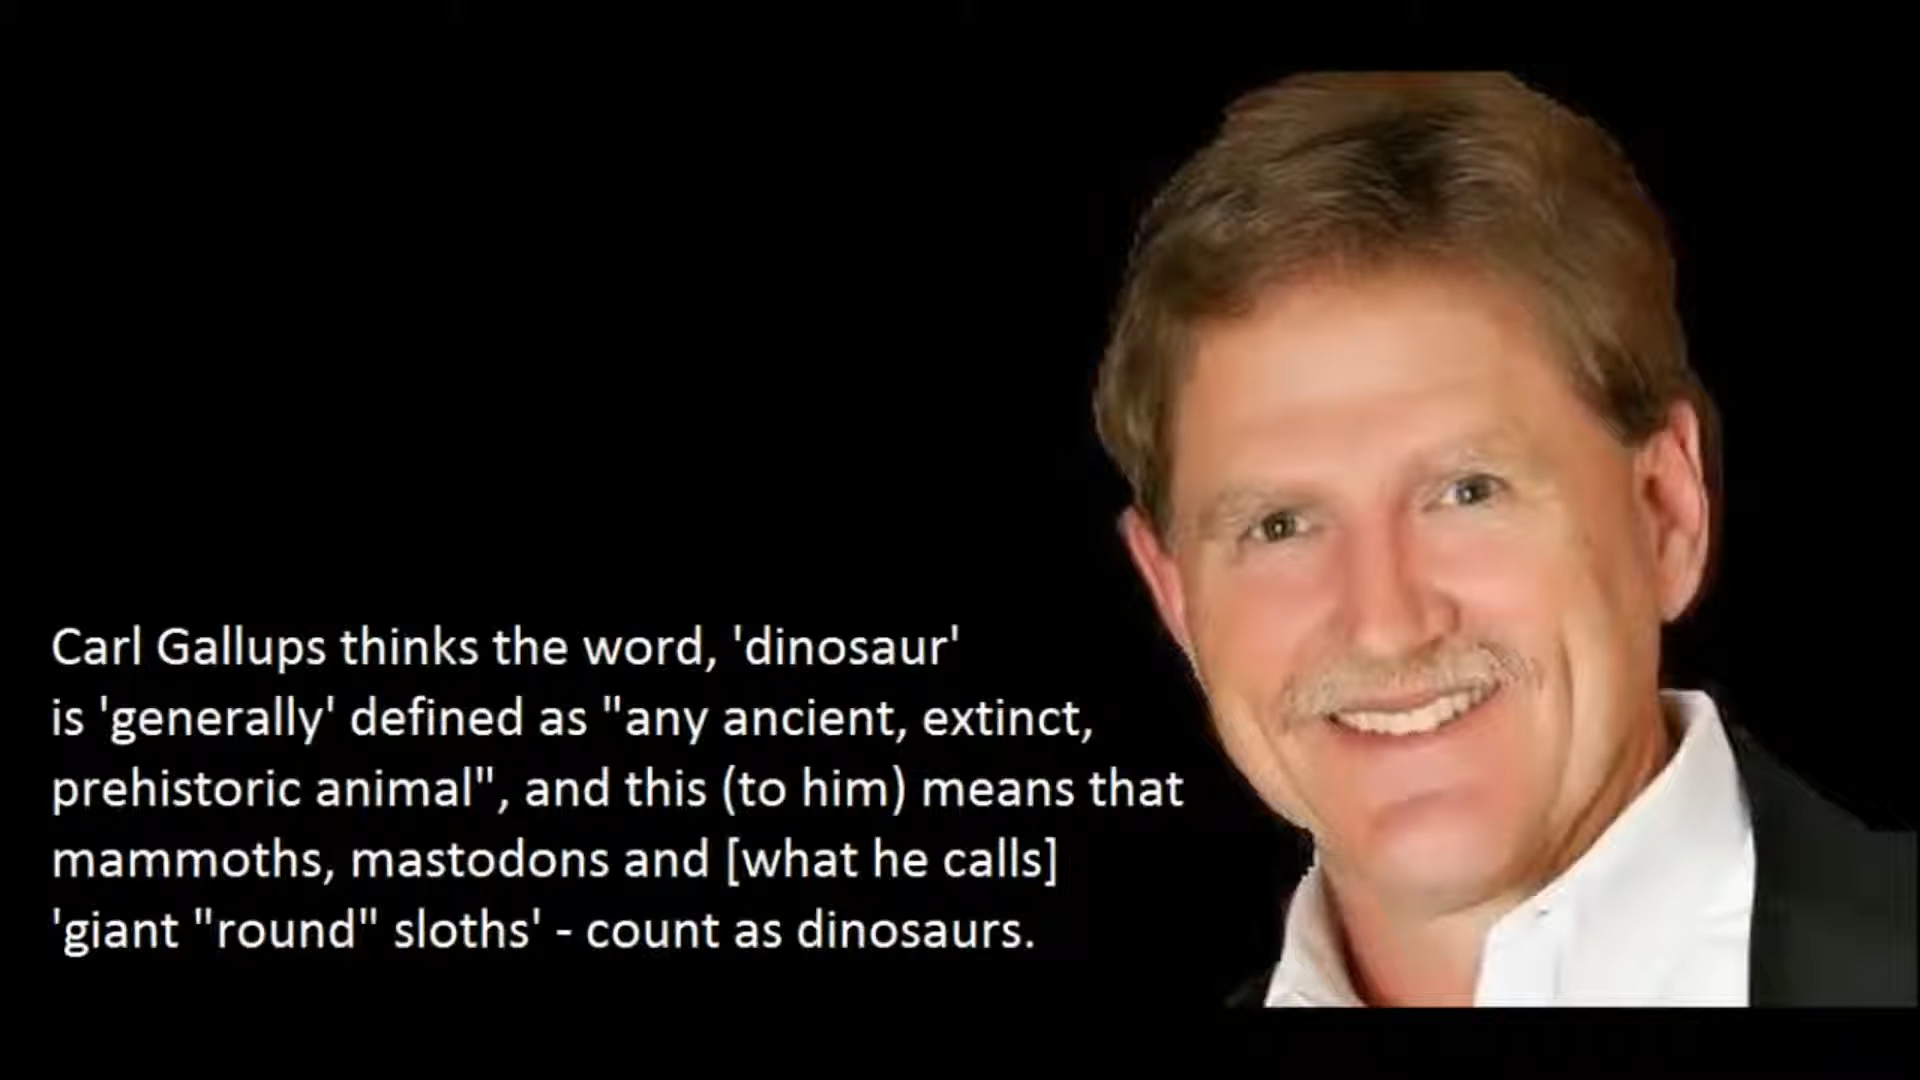 Carl Gallups thinks the word, 'dinosaur'
is 'generally' defined as "any ancient, extinct,
prehistoric animal", and this (to him) means that
mammoths, mastodons and [what he calls]
'giant "round" sloths' - count as dinosaurs.